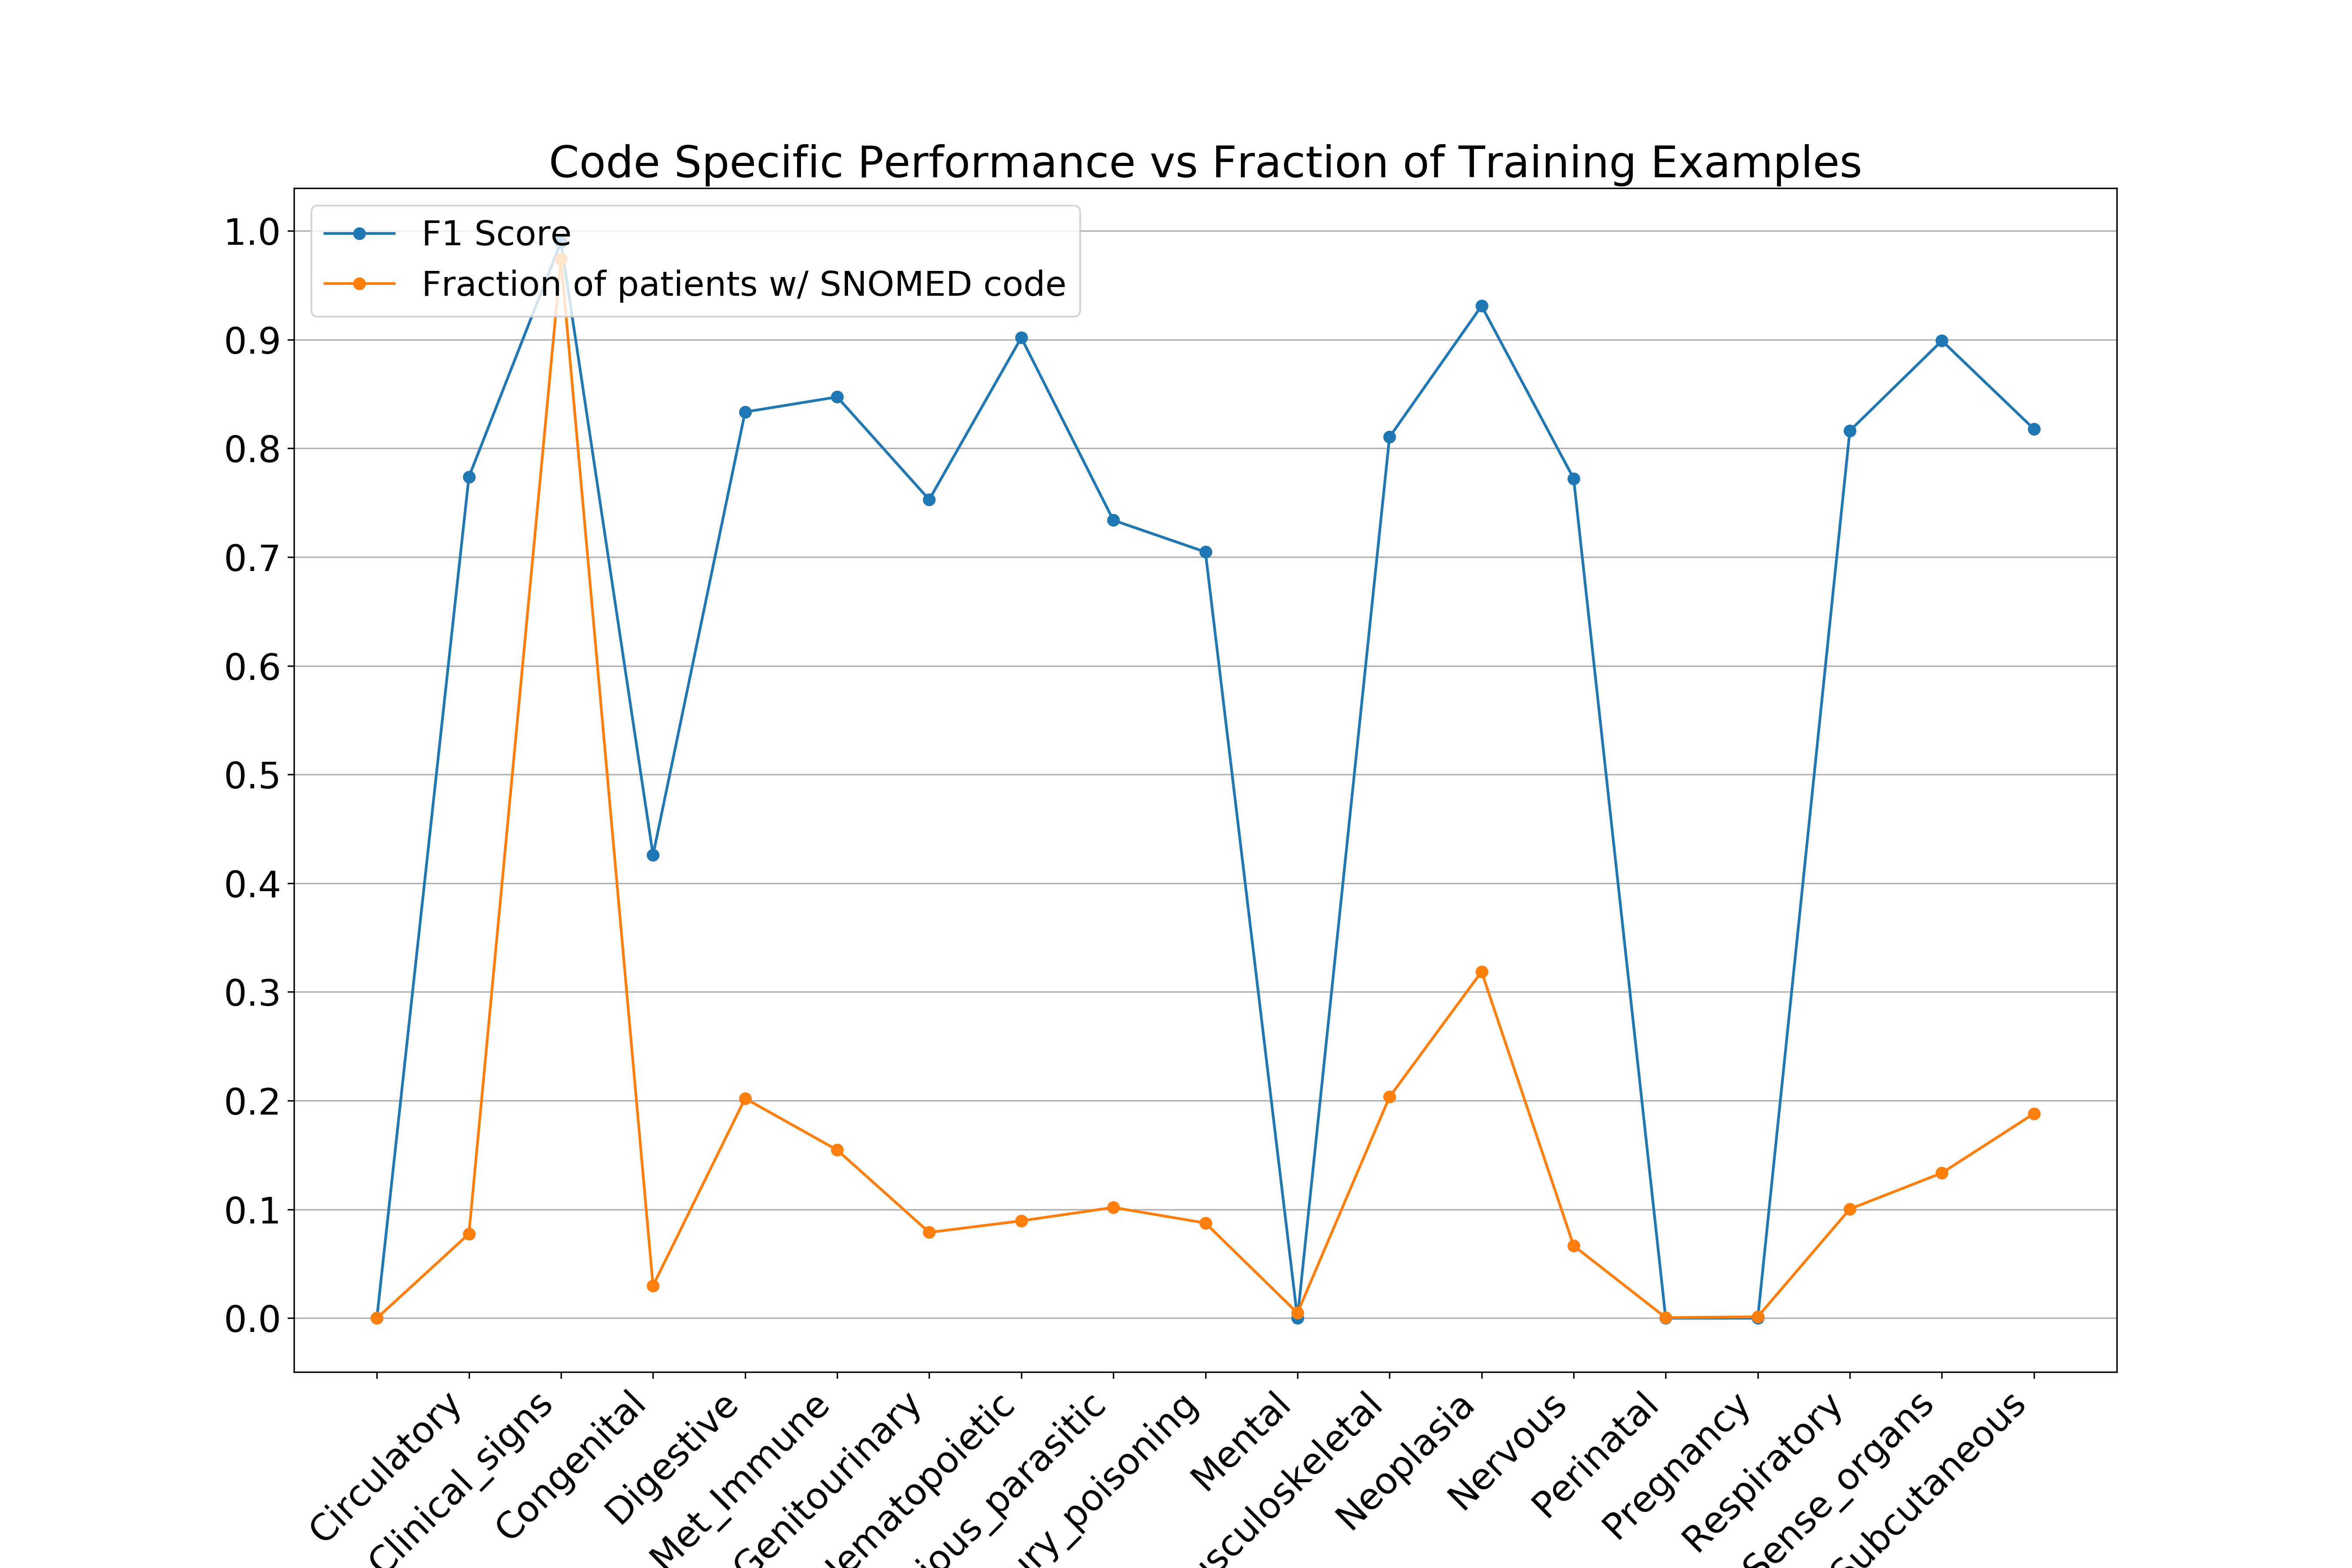 Code Specific Performance vs Fraction of Training Examples
F1 Score
Fraction of patients w/ SNOMED code
1.0
0.9
0.8
0.7
0.6
0.5
0.4
0.3
0.2
0.1
0.0
Circulatory
Clinical_signs
Congenital
Digestive
Met_Immune
Genitourinary
Mental
Neoplasia
Nervous
Perinatal
Pregnancy
Respiratory
Sense_organs
Subcutaneous